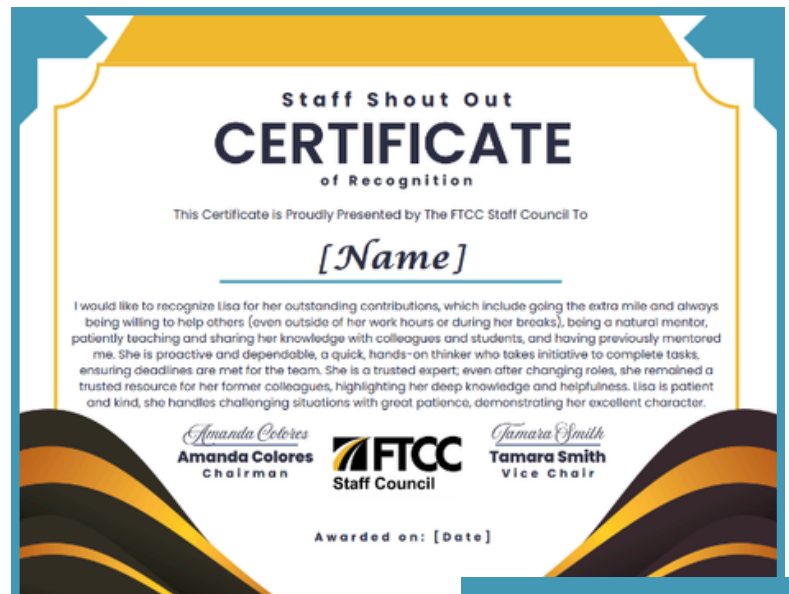 Staff Shout Out
CERTIFICATE
of Recognition
This Certificate is Proudly Presented by The FTCC Staff Council To
[Name]
I would like to recognize Lisa for her outstanding contributions, which include going the extra mile and always
being willing to help others (even outside of her work hours or during her breaks), being a natural mentor,
patiently teaching and sharing her knowledge with colleagues and students, and having previously mentored
me. She is proactive and dependable, a quick, hands-on thinker who takes initiative to complete tasks,
ensuring deadlines are met for the team. She is a trusted expert; even after changing roles, she remained a
trusted resource for her former colleagues, highlighting her deep knowledge and helpfulness. Lisa is patient
and kind, she handles challenging situations with great patience, demonstrating her excellent character.
Amanda Colores
Amanda Colores
Chairman
FTCC
Staff Council
Tamara Smith
Tamara Smith
Vice Chair
Awarded on: [Date]